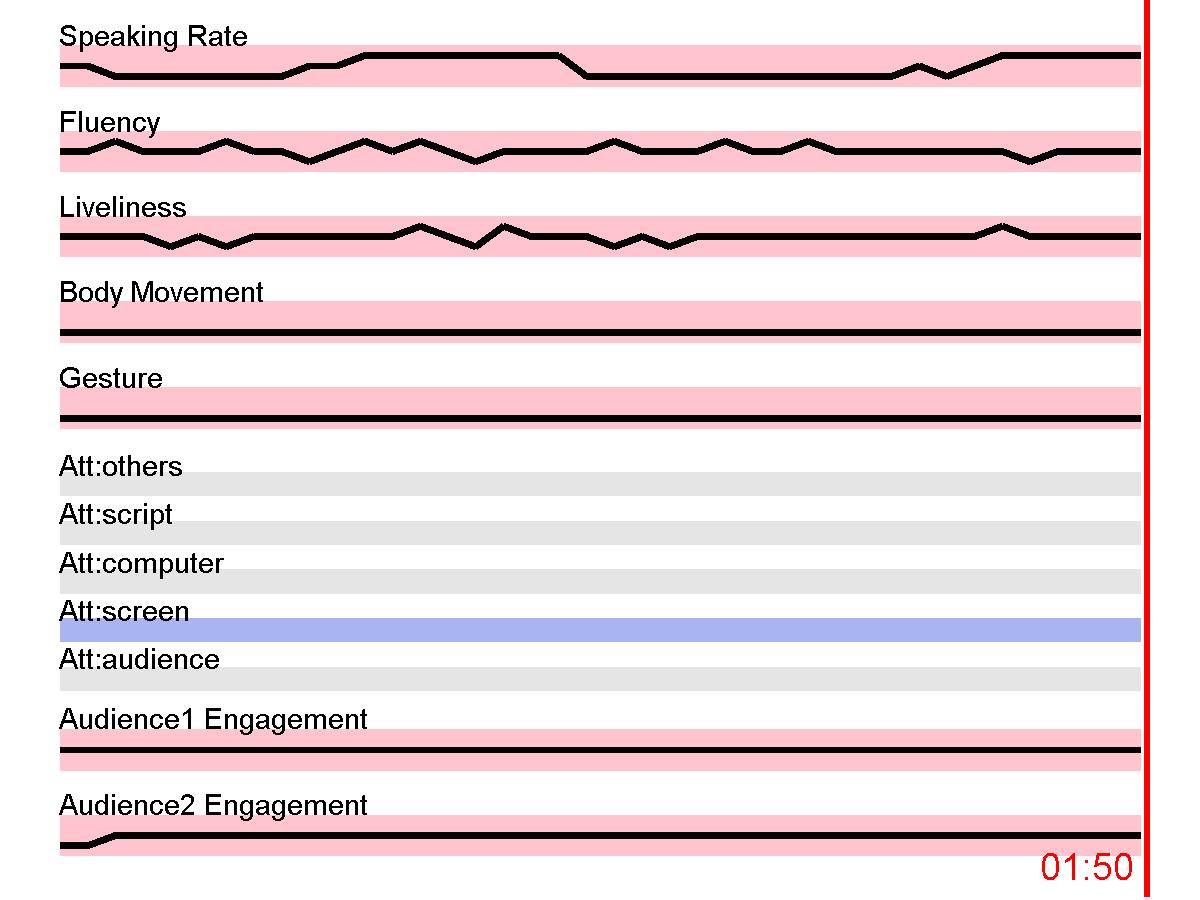 Speaking Rate
Fluency
Liveliness
Body Movement
Gesture
Att:others
Att:script
Att:computer
Att:screen
Att:audience
Audience1 Engagement
Audience2 Engagement
01:50